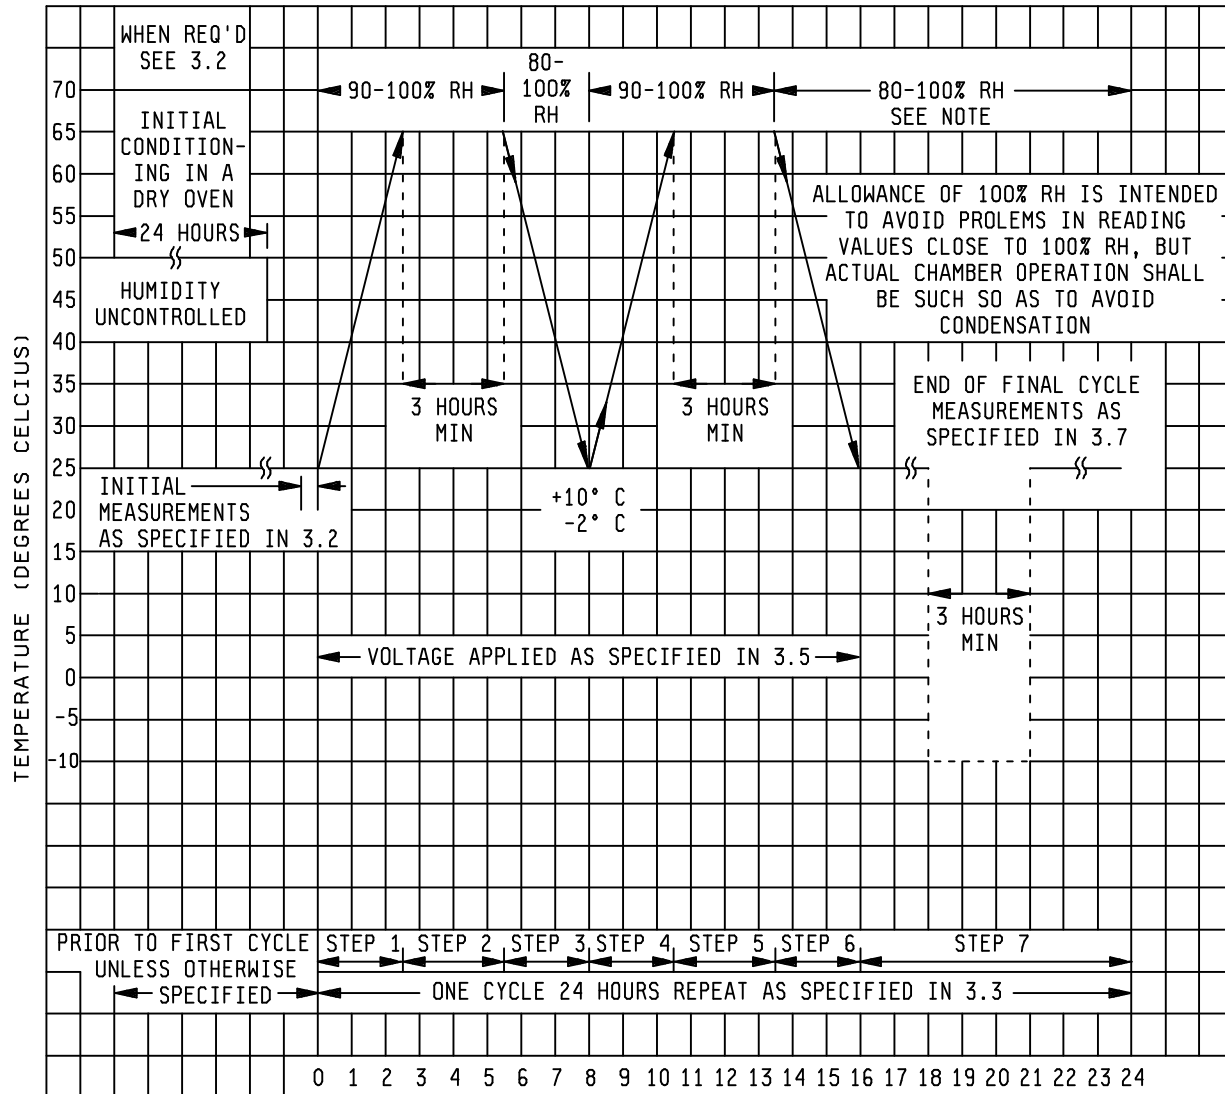 WHEN REQ'D
SEE 3.2
INITIAL
CONDITION-
ING IN A
DRY OVEN
24 HOURS
HUMIDITY
UNCONTROLLED
90-100% RH
80-
100%
RH
90-100% RH
80-100% RH
SEE NOTE
ALLOWANCE OF 100% RH IS INTENDED
TO AVOID PROLEMS IN READING
VALUES CLOSE TO 100% RH, BUT
ACTUAL CHAMBER OPERATION SHALL
BE SUCH SO AS TO AVOID
CONDENSATION
3 HOURS
MIN
3 HOURS
MIN
END OF FINAL CYCLE
MEASUREMENTS AS
SPECIFIED IN 3.7
INITIAL
MEASUREMENTS
AS SPECIFIED IN 3.2
+10° C
-2° C
3 HOURS
MIN
VOLTAGE APPLIED AS SPECIFIED IN 3.5
TEMPERATURE (DEGREES CELCIUS)
70
65
60
55
50
45
40
35
30
25
20
15
10
5
0
-5
-10
PRIOR TO FIRST CYCLE
UNLESS OTHERWISE
SPECIFIED
STEP 1 STEP 2 STEP 3 STEP 4 STEP 5 STEP 6 STEP 7
ONE CYCLE 24 HOURS REPEAT AS SPECIFIED IN 3.3
0 1 2 3 4 5 6 7 8 9 10 11 12 13 14 15 16 17 18 19 20 21 22 23 24